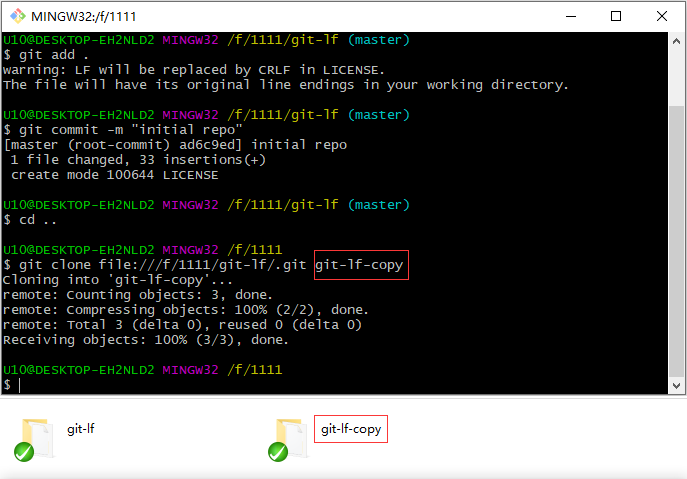 MINGW32:/f/1111
U10@DESKTOP-EH2NLD2 MINGW32 /f/1111/git-lf (master)
$ git add .
warning: LF will be replaced by CRLF in LICENSE.
The file will have its original line endings in your working directory.
U10@DESKTOP-EH2NLD2 MINGW32 /f/1111/git-lf (master)
$ git commit -m "initial repo"
[master (root-commit) ad6c9ed] initial repo
1 file changed, 33 insertions(+)
create mode 100644 LICENSE
U10@DESKTOP-EH2NLD2 MINGW32 /f/1111/git-lf (master)
$ cd ..
U10@DESKTOP-EH2NLD2 MINGW32 /f/1111
$ git clone file:///f/1111/git-lf/.git git-lf-copy
Cloning into 'git-lf-copy'...
remote: Counting objects: 3, done.
remote: Compressing objects: 100% (2/2), done.
remote: Total 3 (delta 0), reused 0 (delta 0)
Receiving objects: 100% (3/3), done.
U10@DESKTOP-EH2NLD2 MINGW32 /f/1111
$
git-lf
git-lf-copy